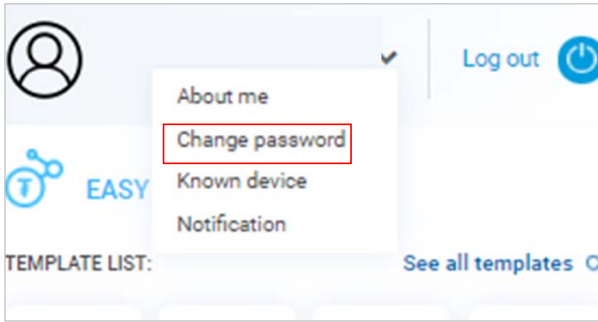 Log out
About me
Change password
Known device
Notification
EASY
TEMPLATE LIST:
See all templates